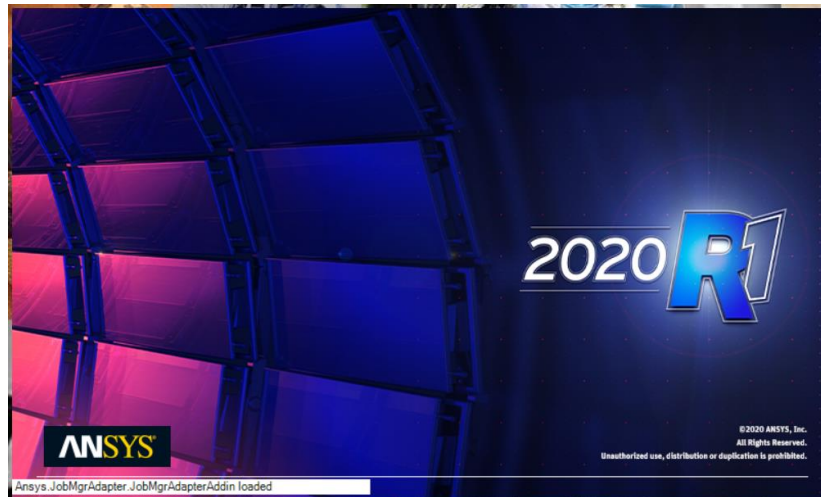 2020 R1
ANSYS
©2020 ANSYS, Inc.
All Rights Reserved.
Unauthorized use, distribution or duplication is prohibited.
Ansys.JobMgrAdapter.JobMgrAdapterAddin loaded